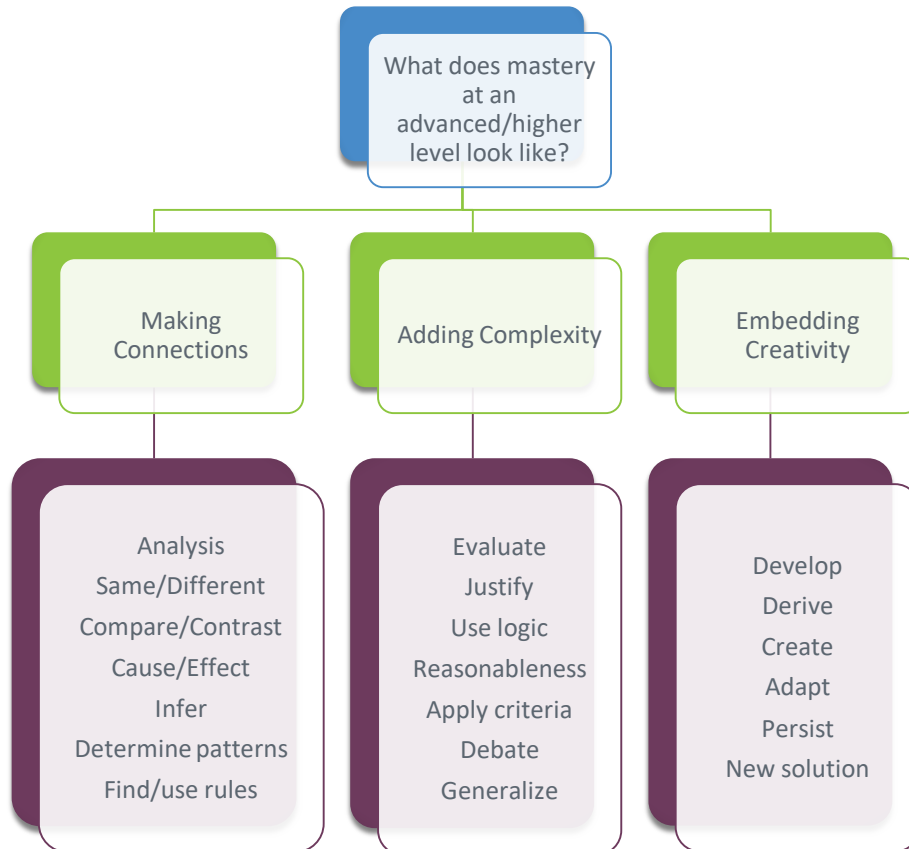 What does mastery
at an
advanced/higher
level look like?
Making
Connections
Adding Complexity
Embedding
Creativity
Analysis
Same/Different
Compare/Contrast
Cause/Effect
Infer
Determine patterns
Find/use rules
Evaluate
Justify
Use logic
Reasonableness
Apply criteria
Debate
Generalize
Develop
Derive
Create
Adapt
Persist
New solution